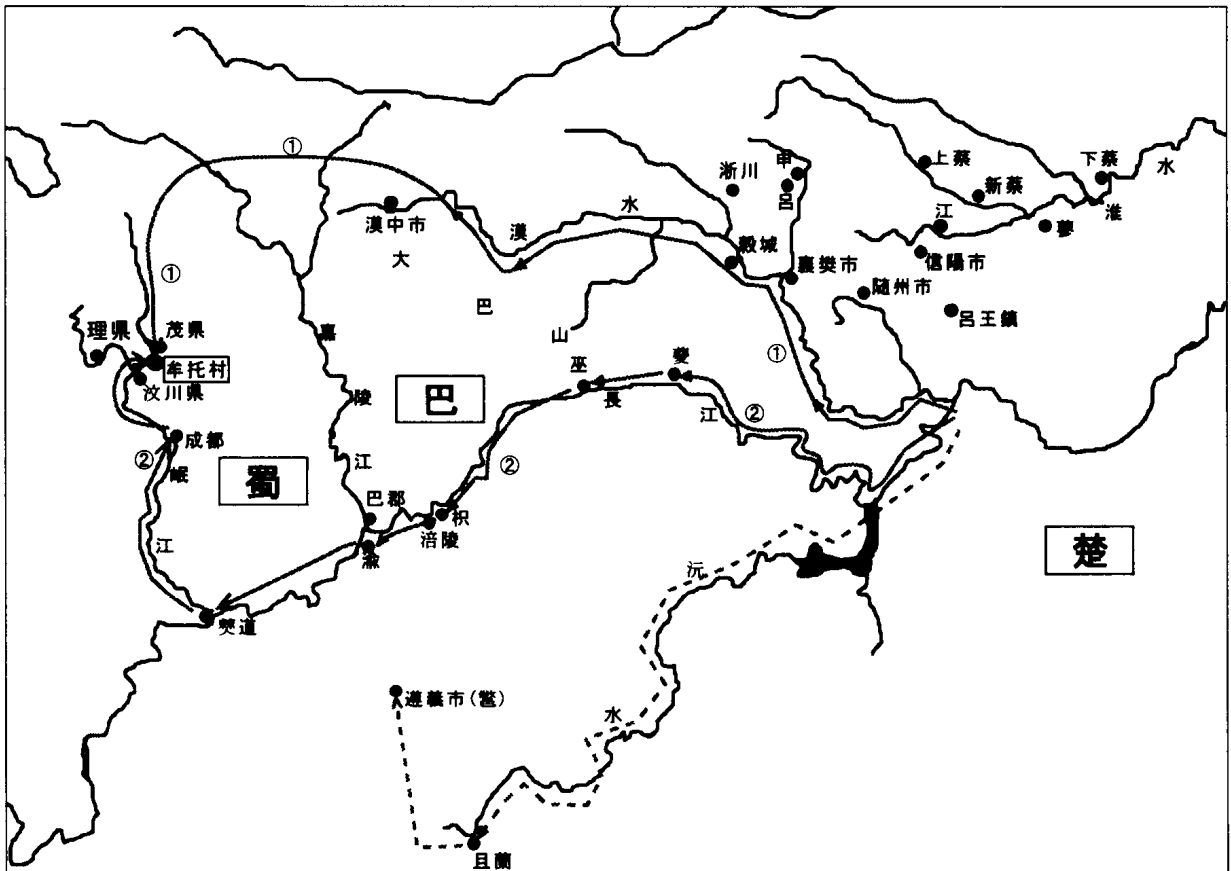 ①
①
①
②
②
②
漢中市
漢
水
大
巴
山
淅川
申
呂
上蔡
新蔡
下蔡
淮
水
江
蓼
信陽市
穀城
襄樊市
随州市
呂王鎮
理県
茂県
牟托村
汶川県
成都
岷
江
蜀
嘉
陵
江
巴
巴郡
涪陵
枳
巫
夔
長
江
僰道
楚
沅
水
遵義市(鄨)
且蘭